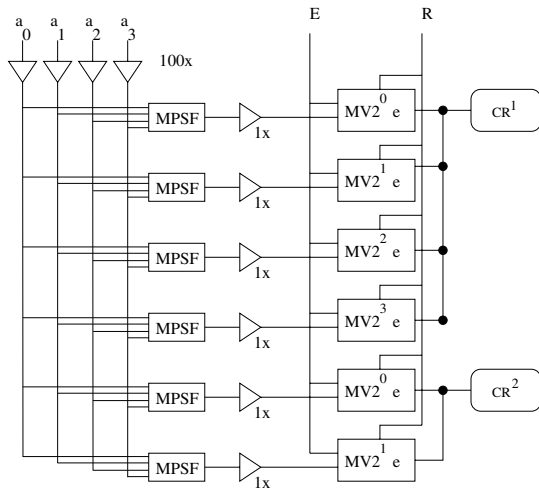 a0 a1 a2 a3 E R
100x
MPSF 1x MV2^0 e CR^1
MPSF 1x MV2^1 e
MPSF 1x MV2^2 e
MPSF 1x MV2^3 e
MPSF 1x MV2^0 e CR^2
MPSF 1x MV2^1 e